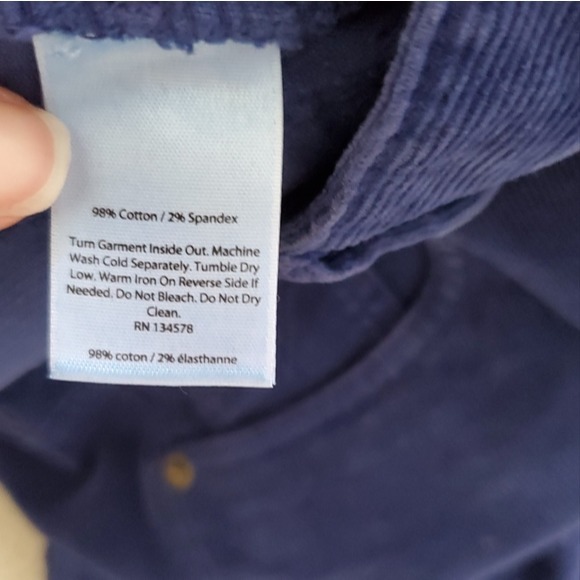 98% Cotton / 2% Spandex
Turn Garment Inside Out. Machine
Wash Cold Separately. Tumble Dry
Low. Warm Iron On Reverse Side If
Needed. Do Not Bleach. Do Not Dry
Clean.
RN 134578
98% coton / 2% élasthanne